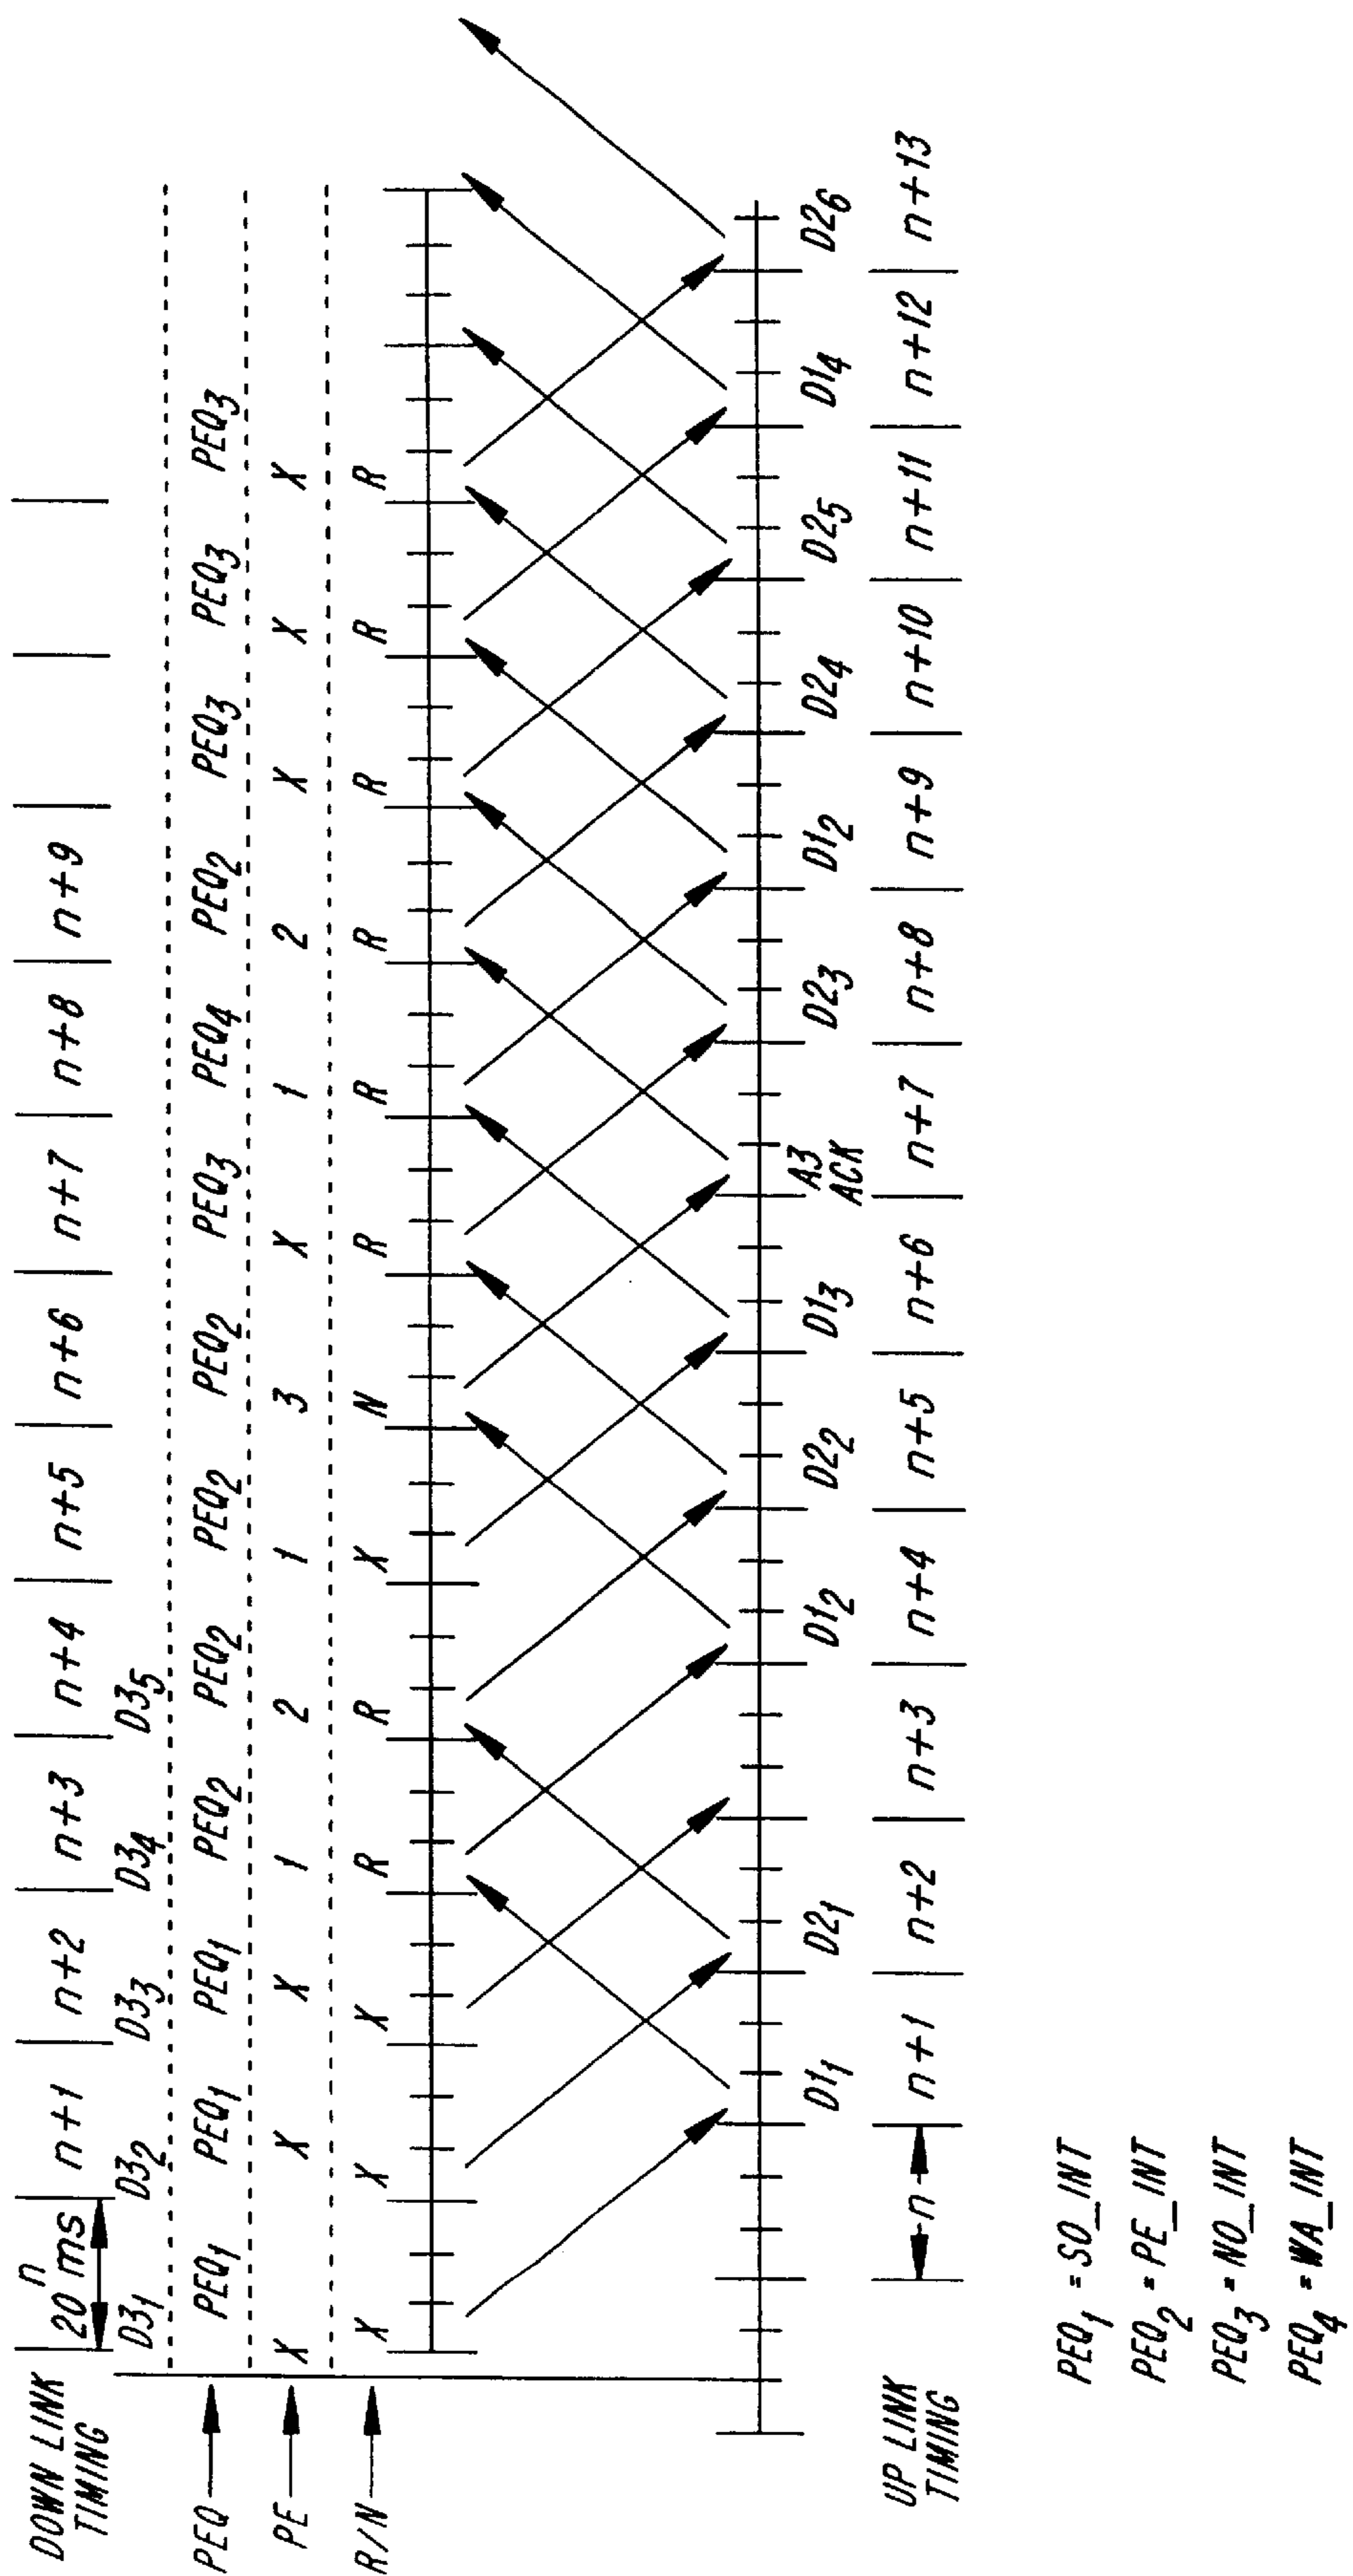 DOWN LINK TIMING
n
20 ms
n+1 n+2 n+3 n+4 n+5 n+6 n+7 n+8 n+9
D3₁ D3₂ D3₃ D3₄ D3₅
PEQ PEQ₁ PEQ₁ PEQ₁ PEQ₂ PEQ₂ PEQ₂ PEQ₂ PEQ₃ PEQ₄ PEQ₂ PEQ₃ PEQ₃ PEQ₃
PE X X X 1 2 1 3 X 1 2 X X X
R/N X X X R R X N R R R R R R
D1₁ D2₁ D1₂ D2₂ D1₃ A3 ACK D2₃ D1₂ D2₄ D2₅ D1₄ D2₆
UP LINK TIMING
n n+1 n+2 n+3 n+4 n+5 n+6 n+7 n+8 n+9 n+10 n+11 n+12 n+13
PEQ₁ = SO_INT
PEQ₂ = PE_INT
PEQ₃ = NO_INT
PEQ₄ = WA_INT